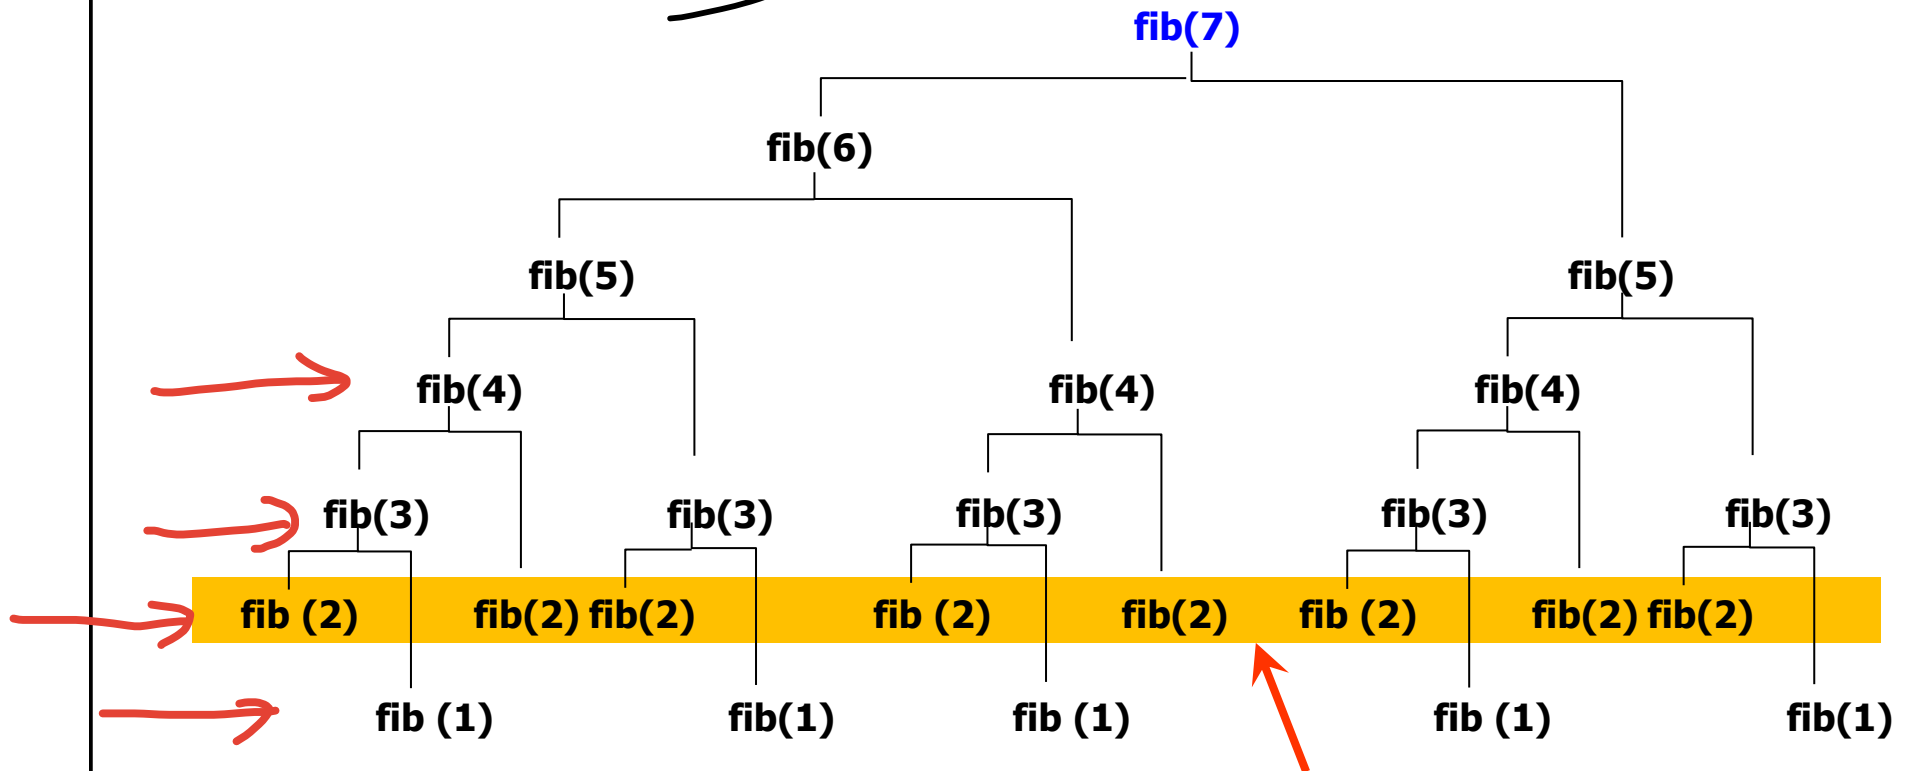 fib(7)
fib(6)
fib(5) fib(5)
fib(4) fib(4) fib(4)
fib(3) fib(3) fib(3) fib(3) fib(3)
fib (2) fib(2) fib(2) fib (2) fib(2) fib (2) fib(2) fib(2)
fib (1) fib(1) fib (1) fib (1) fib(1)